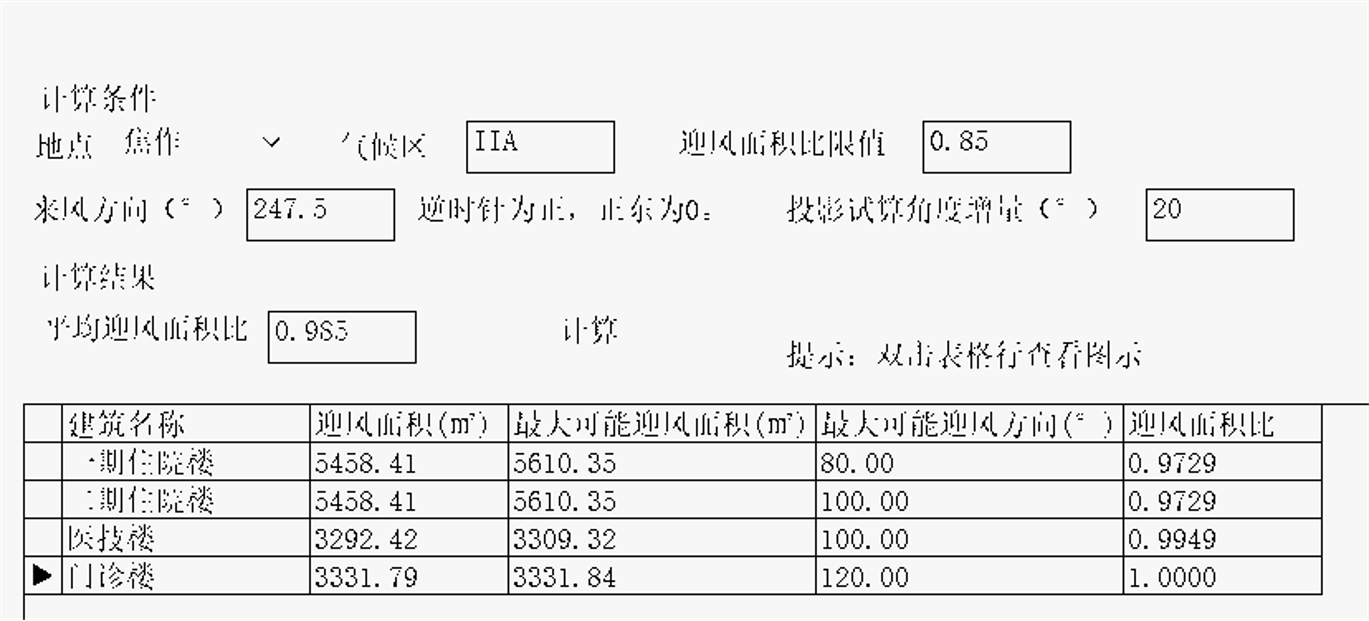 计算条件
地点 焦作 气候区 IIA 迎风面积比限值 0.85
来风方向(°) 247.5 逆时针为正，正东为0。 投影试算角度增量(°) 20
计算结果
平均迎风面积比 0.985 计算
提示：双击表格行查看图示
建筑名称 迎风面积(㎡) 最大可能迎风面积(㎡) 最大可能迎风方向(°) 迎风面积比
一期住院楼 5458.41 5610.35 80.00 0.9729
二期住院楼 5458.41 5610.35 100.00 0.9729
医技楼 3292.42 3309.32 100.00 0.9949
门诊楼 3331.79 3331.84 120.00 1.0000